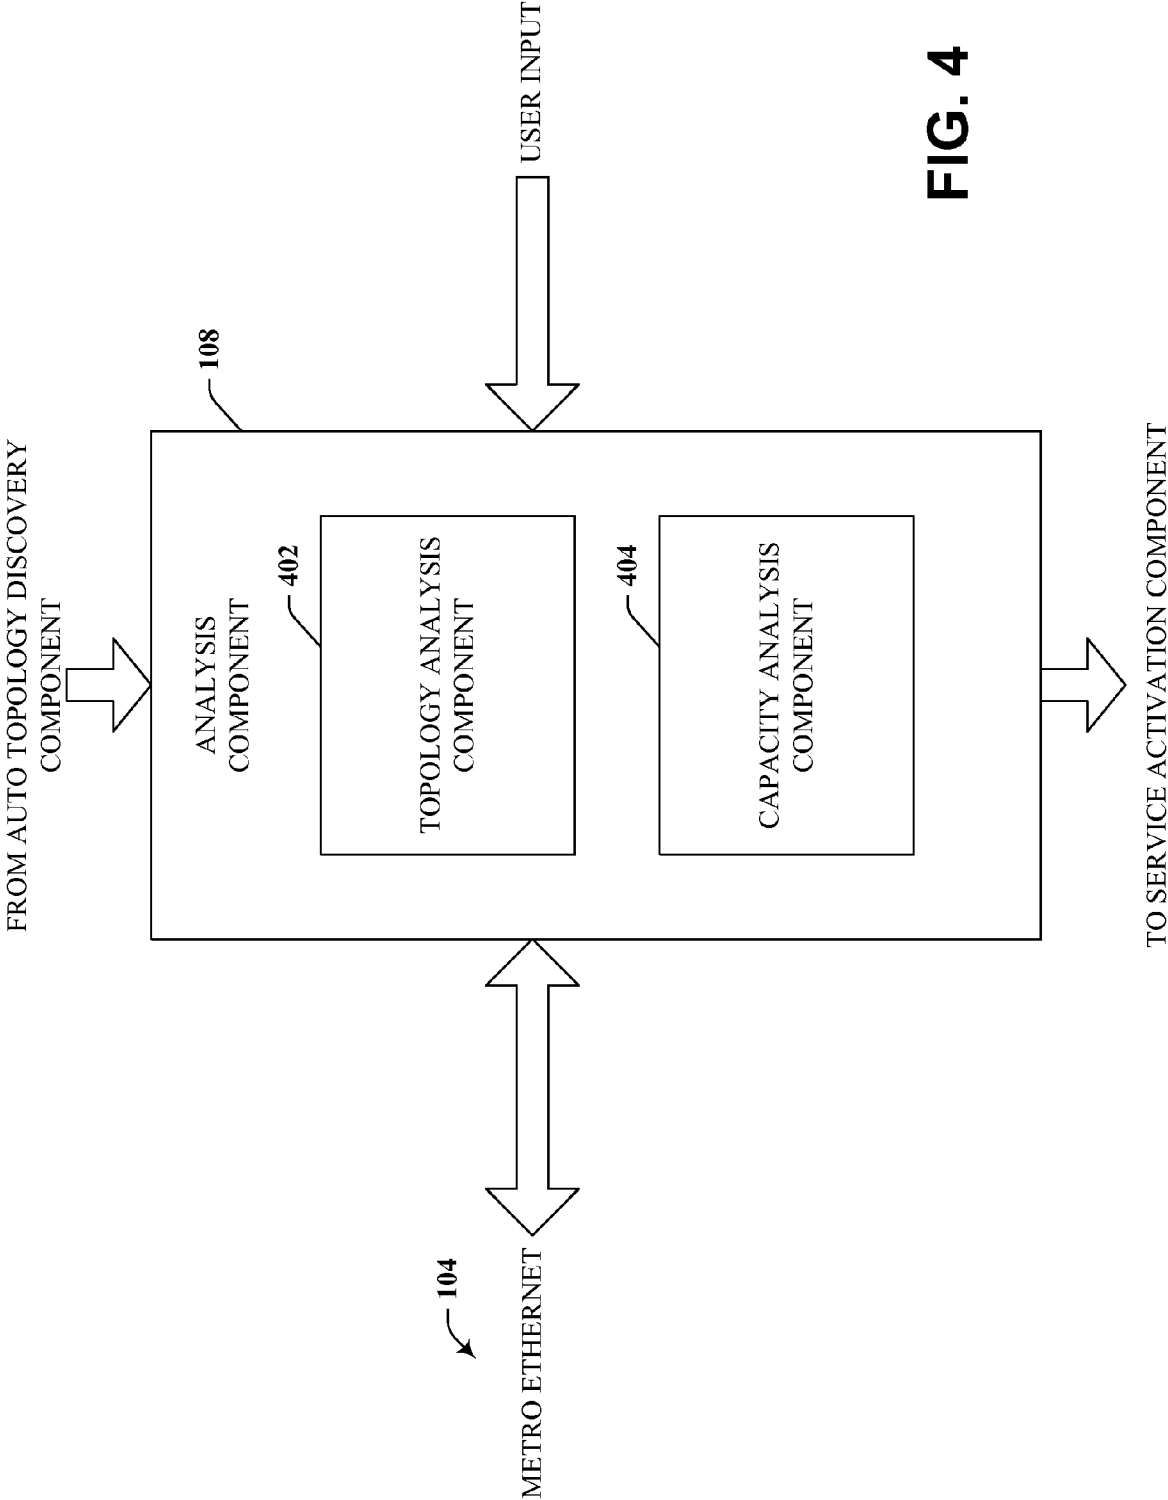 FROM AUTO TOPOLOGY DISCOVERY
COMPONENT
108
ANALYSIS
COMPONENT
402
TOPOLOGY ANALYSIS
COMPONENT
404
CAPACITY ANALYSIS
COMPONENT
104
METRO ETHERNET
USER INPUT
TO SERVICE ACTIVATION COMPONENT
FIG. 4